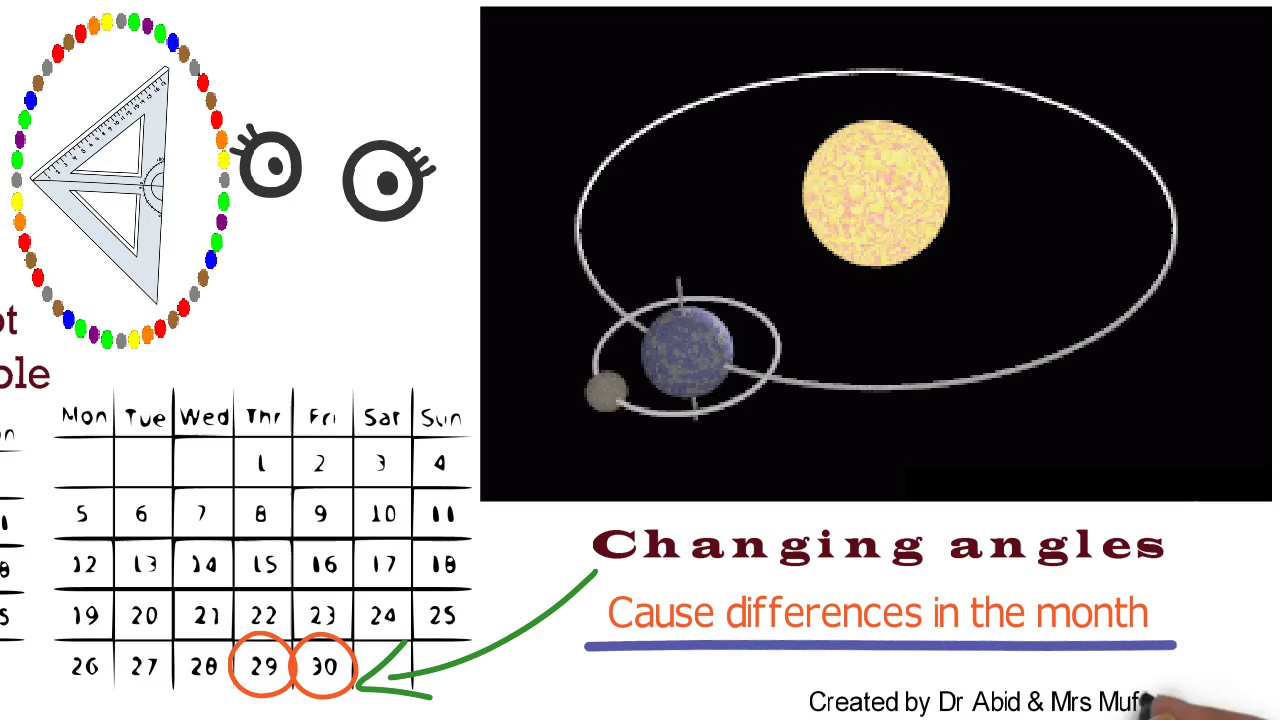 Mon Tue Wed Thr Fri Sat Sun
1 2 3 4
5 6 7 8 9 10 11
12 13 14 15 16 17 18
19 20 21 22 23 24 25
26 27 28 29 30
Changing angles
Cause differences in the month
Created by Dr Abid & Mrs